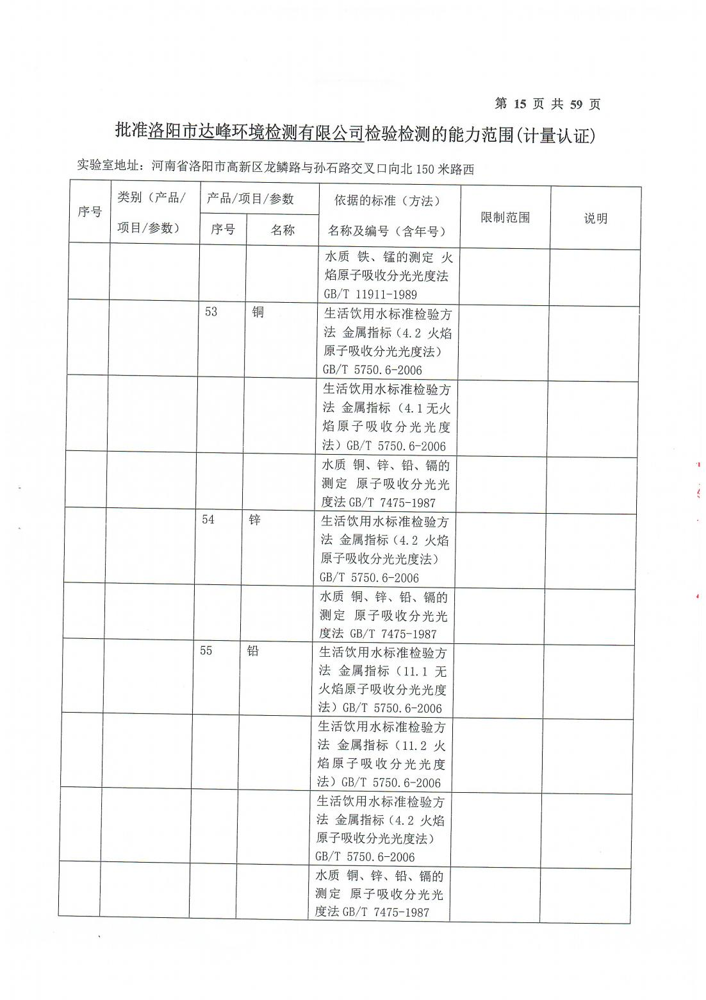 第 15 页 共 59 页
批准洛阳市达峰环境检测有限公司检验检测的能力范围(计量认证)
实验室地址：河南省洛阳市高新区龙鳞路与孙石路交叉口向北 150 米路西
序号
类别（产品/
项目/参数）
产品/项目/参数
序号
名称
依据的标准（方法）
名称及编号（含年号）
限制范围
说明
水质 铁、锰的测定 火
焰原子吸收分光光度法
GB/T 11911-1989
53
铜
生活饮用水标准检验方
法 金属指标（4.2 火焰
原子吸收分光光度法）
GB/T 5750.6-2006
生活饮用水标准检验方
法 金属指标（4.1无火
焰原子吸收分光光度
法）GB/T 5750.6-2006
水质 铜、锌、铅、镉的
测定 原子吸收分光光
度法GB/T 7475-1987
54
锌
生活饮用水标准检验方
法 金属指标（4.2 火焰
原子吸收分光光度法）
GB/T 5750.6-2006
水质 铜、锌、铅、镉的
测定 原子吸收分光光
度法 GB/T 7475-1987
55
铅
生活饮用水标准检验方
法 金属指标（11.1 无
火焰原子吸收分光光度
法）GB/T 5750.6-2006
生活饮用水标准检验方
法 金属指标（11.2 火
焰原子吸收分光光度
法）GB/T 5750.6-2006
生活饮用水标准检验方
法 金属指标（4.2 火焰
原子吸收分光光度法）
GB/T 5750.6-2006
水质 铜、锌、铅、镉的
测定 原子吸收分光光
度法GB/T 7475-1987